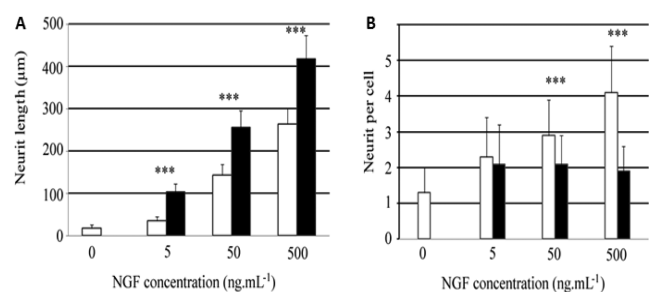 A
500
400
300
200
100
0
Neurit length (µm)
***
***
***
0 5 50 500
NGF concentration (ng.mL-1)
B
5
4
3
2
1
0
Neurit per cell
***
***
0 5 50 500
NGF concentration (ng.mL-1)